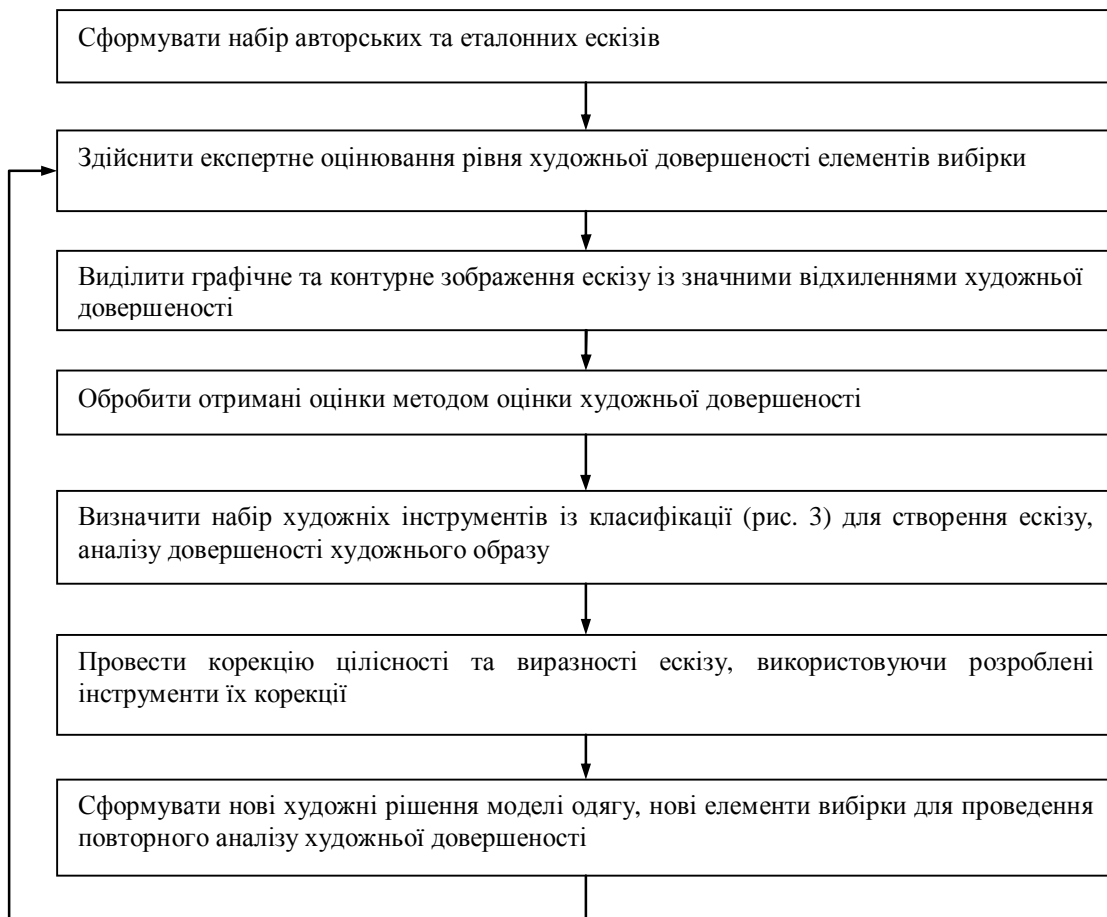 Сформувати набір авторських та еталонних ескізів
Здійснити експертне оцінювання рівня художньої довершеності елементів вибірки
Виділити графічне та контурне зображення ескізу із значними відхиленнями художньої
довершеності
Обробити отримані оцінки методом оцінки художньої довершеності
Визначити набір художніх інструментів із класифікації (рис. 3) для створення ескізу,
аналізу довершеності художнього образу
Провести корекцію цілісності та виразності ескізу, використовуючи розроблені
інструменти їх корекції
Сформувати нові художні рішення моделі одягу, нові елементи вибірки для проведення
повторного аналізу художньої довершеності